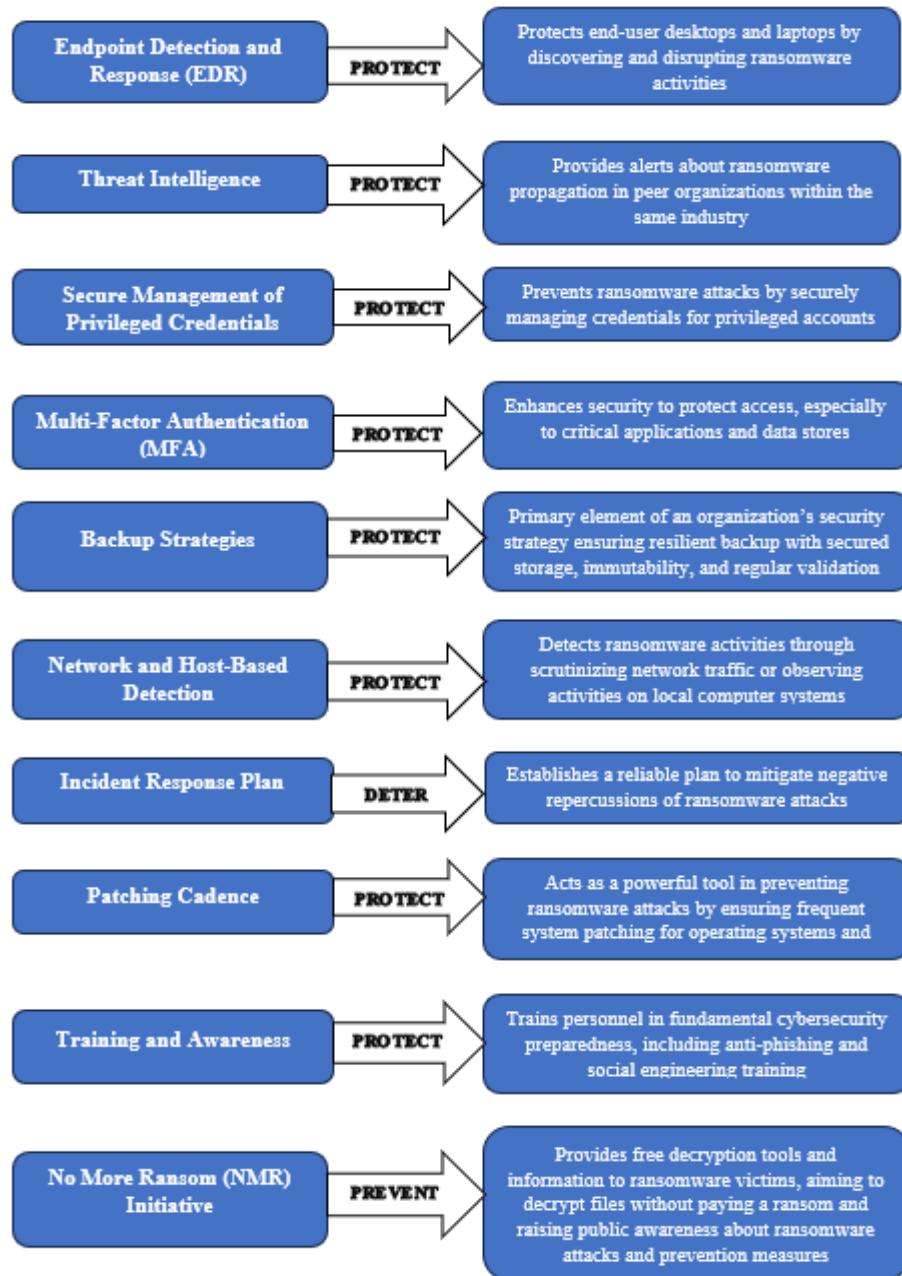 Endpoint Detection and
Response (EDR)
PROTECT
Protects end-user desktops and laptops by
discovering and disrupting ransomware
activities
Threat Intelligence
PROTECT
Provides alerts about ransomware
propagation in peer organizations within the
same industry
Secure Management of
Privileged Credentials
PROTECT
Prevents ransomware attacks by securely
managing credentials for privileged accounts
Multi-Factor Authentication
(MFA)
PROTECT
Enhances security to protect access, especially
to critical applications and data stores
Backup Strategies
PROTECT
Primary element of an organization’s security
strategy ensuring resilient backup with secured
storage, immutability, and regular validation
Network and Host-Based
Detection
PROTECT
Detects ransomware activities through
scrutinizing network traffic or observing
activities on local computer systems
Incident Response Plan
DETER
Establishes a reliable plan to mitigate negative
repercussions of ransomware attacks
Patching Cadence
PROTECT
Acts as a powerful tool in preventing
ransomware attacks by ensuring frequent
system patching for operating systems and
Training and Awareness
PROTECT
Trains personnel in fundamental cybersecurity
preparedness, including anti-phishing and
social engineering training
No More Ransom (NMR)
Initiative
PREVENT
Provides free decryption tools and
information to ransomware victims, aiming to
decrypt files without paying a ransom and
raising public awareness about ransomware
attacks and prevention measures